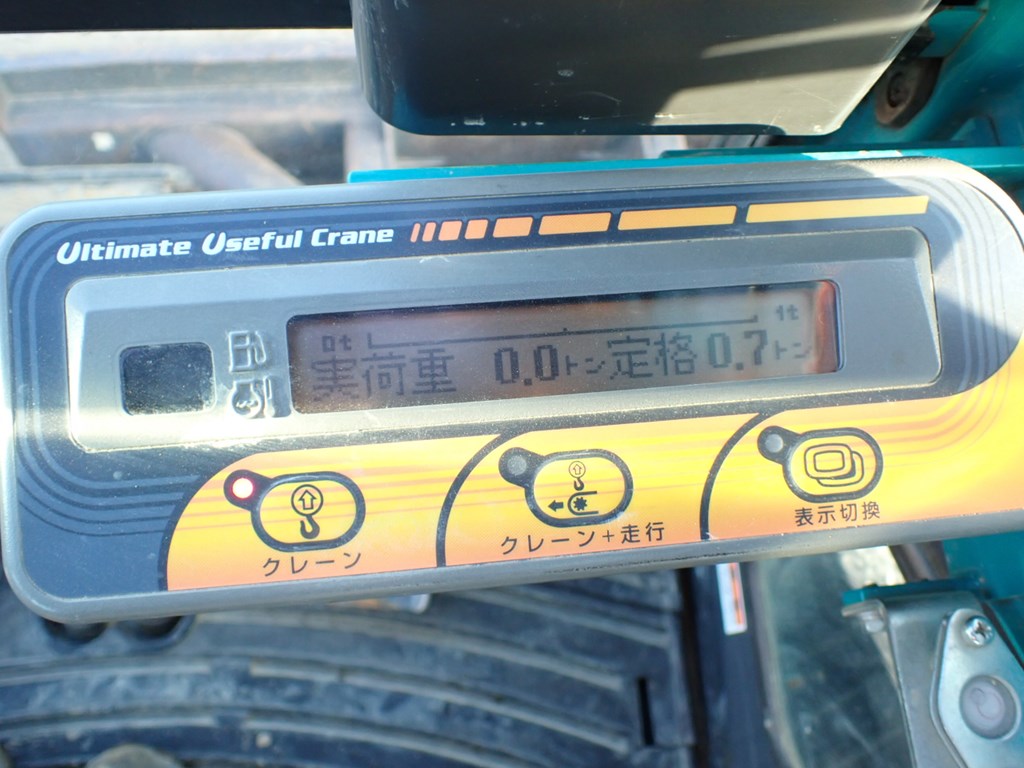 Ultimate Useful Crane
0t 1t
実荷重 0.0トン 定格 0.7トン
クレーン
クレーン+走行
表示切換